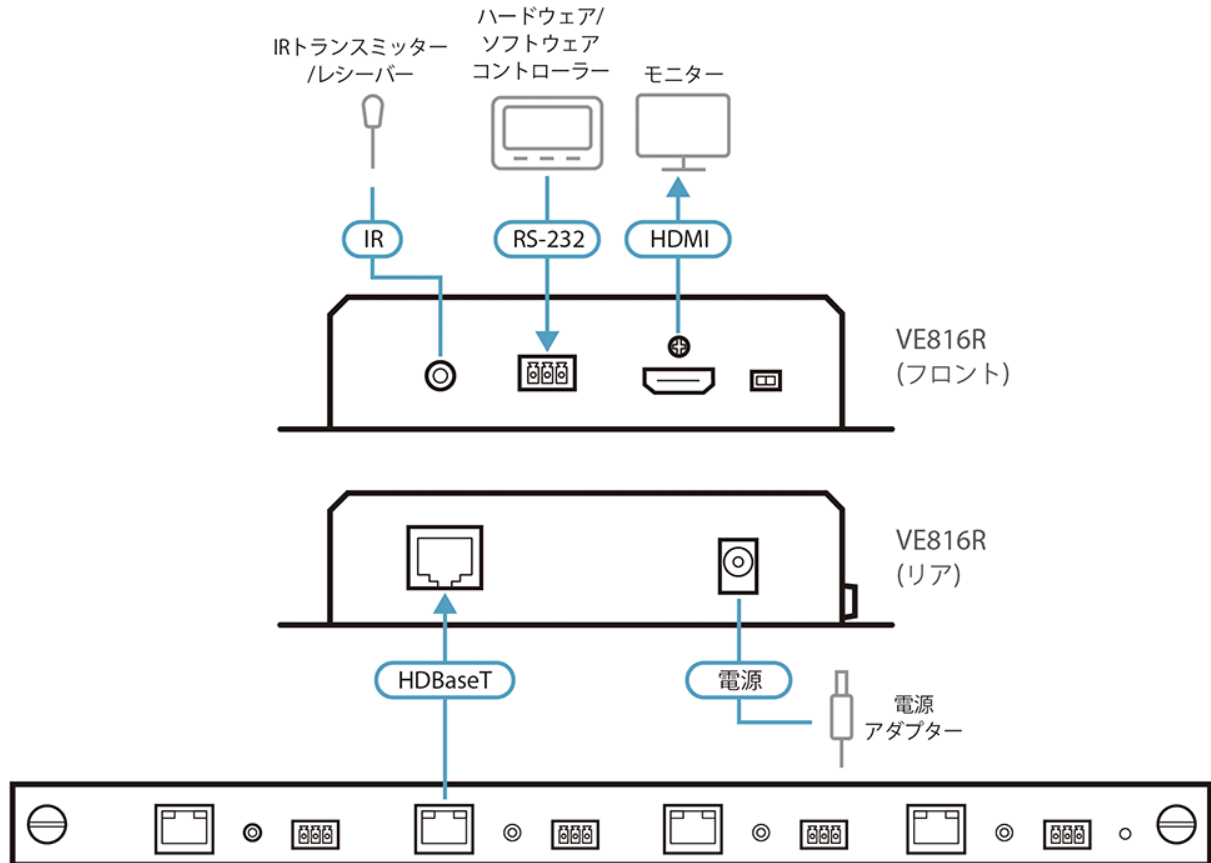 IRトランスミッター
/レシーバー
ハードウェア/
ソフトウェア
コントローラー
モニター
IR
RS-232
HDMI
VE816R
(フロント)
VE816R
(リア)
HDBaseT
電源
電源
アダプター